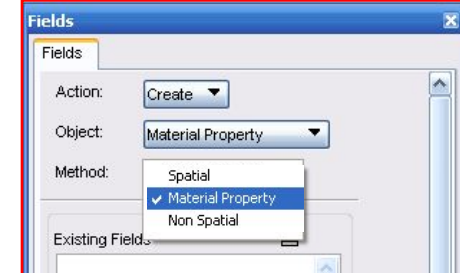 Fields
Fields
Action: Create
Object: Material Property
Method:
Spatial
Material Property
Non Spatial
Existing Fields